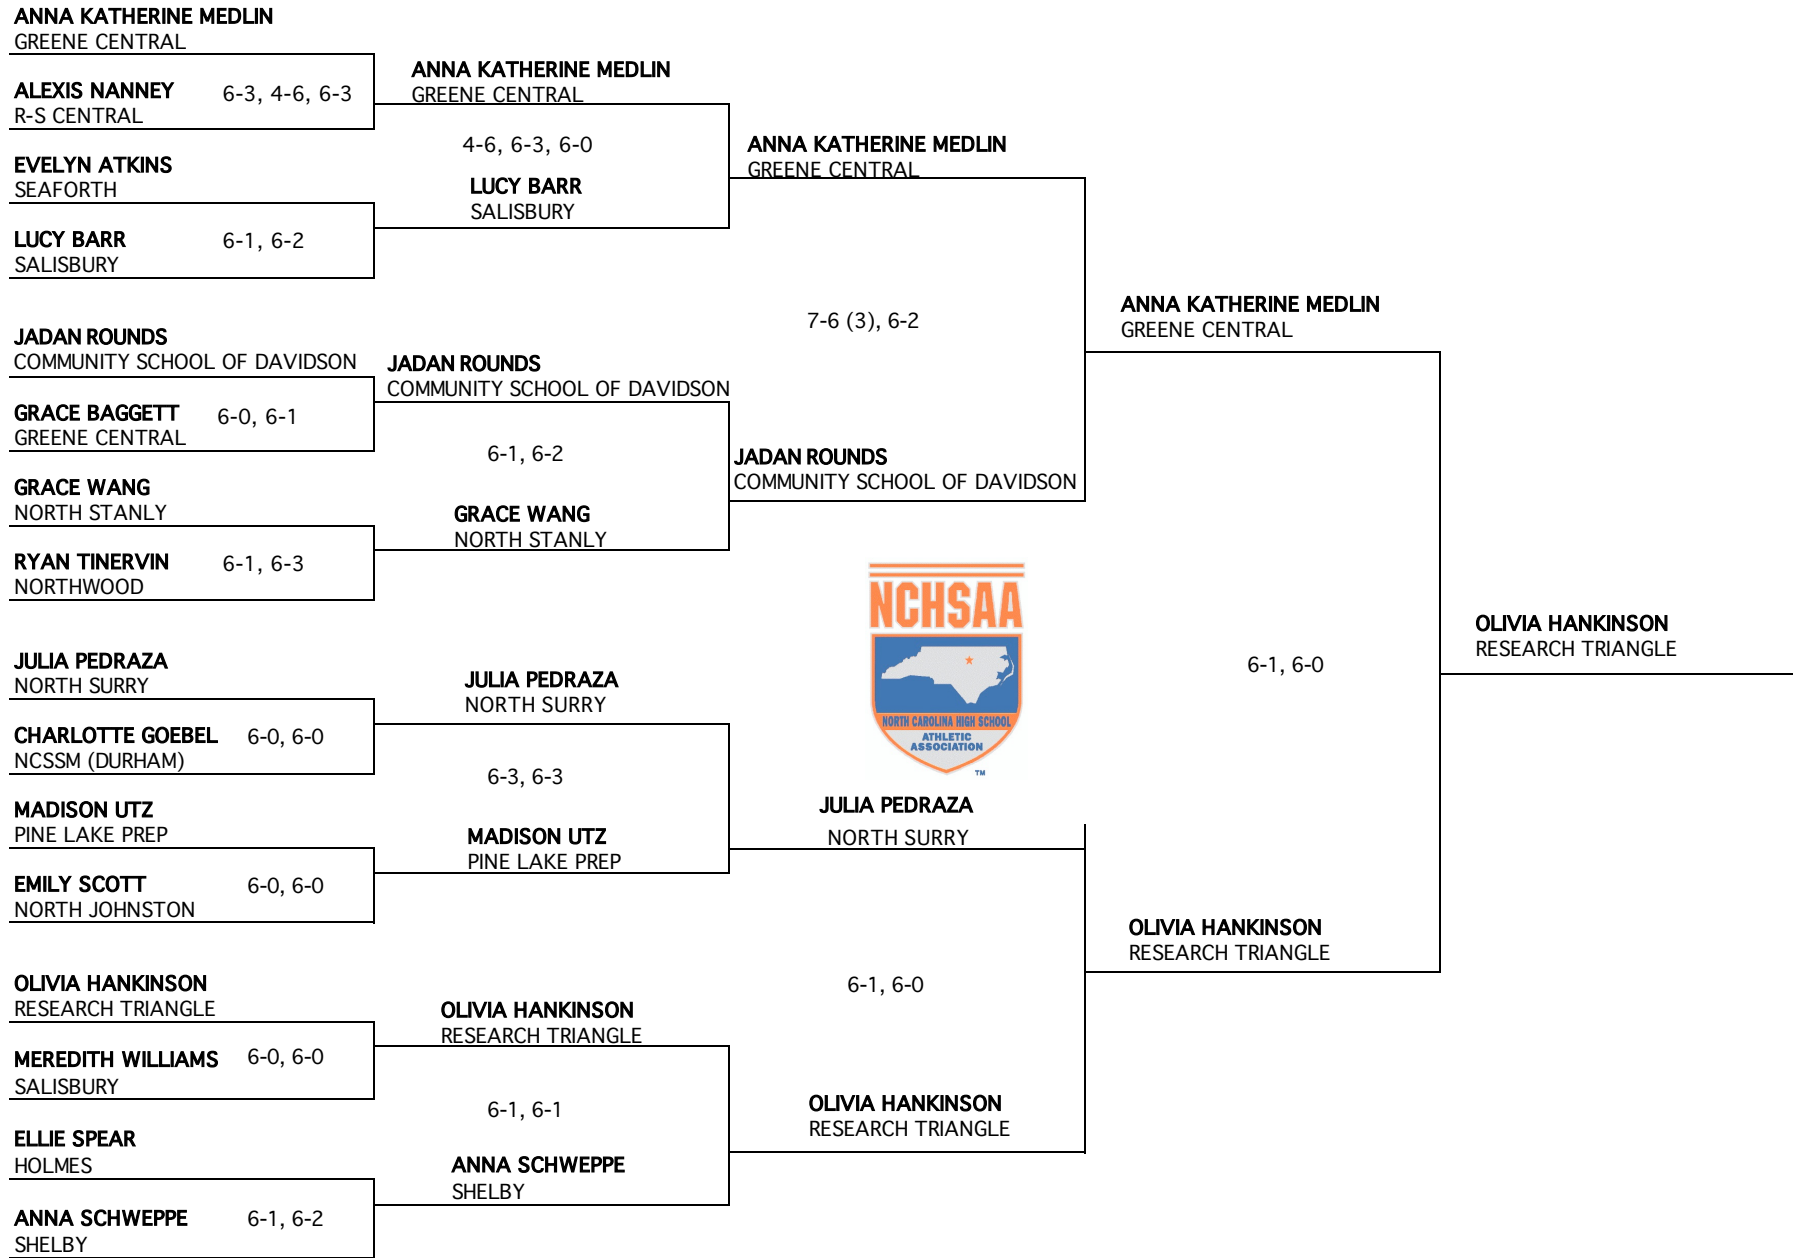 ANNA KATHERINE MEDLIN
GREENE CENTRAL
ALEXIS NANNEY 6-3, 4-6, 6-3
R-S CENTRAL
EVELYN ATKINS
SEAFORTH
LUCY BARR 6-1, 6-2
SALISBURY
JADAN ROUNDS
COMMUNITY SCHOOL OF DAVIDSON
GRACE BAGGETT 6-0, 6-1
GREENE CENTRAL
GRACE WANG
NORTH STANLY
RYAN TINERVIN 6-1, 6-3
NORTHWOOD
JULIA PEDRAZA
NORTH SURRY
CHARLOTTE GOEBEL 6-0, 6-0
NCSSM (DURHAM)
MADISON UTZ
PINE LAKE PREP
EMILY SCOTT 6-0, 6-0
NORTH JOHNSTON
OLIVIA HANKINSON
RESEARCH TRIANGLE
MEREDITH WILLIAMS 6-0, 6-0
SALISBURY
ELLIE SPEAR
HOLMES
ANNA SCHWEPPE 6-1, 6-2
SHELBY
ANNA KATHERINE MEDLIN
GREENE CENTRAL
4-6, 6-3, 6-0
LUCY BARR
SALISBURY
JADAN ROUNDS
COMMUNITY SCHOOL OF DAVIDSON
6-1, 6-2
GRACE WANG
NORTH STANLY
JULIA PEDRAZA
NORTH SURRY
6-3, 6-3
MADISON UTZ
PINE LAKE PREP
OLIVIA HANKINSON
RESEARCH TRIANGLE
6-1, 6-1
ANNA SCHWEPPE
SHELBY
ANNA KATHERINE MEDLIN
GREENE CENTRAL
7-6 (3), 6-2
JADAN ROUNDS
COMMUNITY SCHOOL OF DAVIDSON
NCHSAA
NORTH CAROLINA HIGH SCHOOL
ATHLETIC
ASSOCIATION
TM
JULIA PEDRAZA
NORTH SURRY
6-1, 6-0
OLIVIA HANKINSON
RESEARCH TRIANGLE
ANNA KATHERINE MEDLIN
GREENE CENTRAL
6-1, 6-0
OLIVIA HANKINSON
RESEARCH TRIANGLE
OLIVIA HANKINSON
RESEARCH TRIANGLE